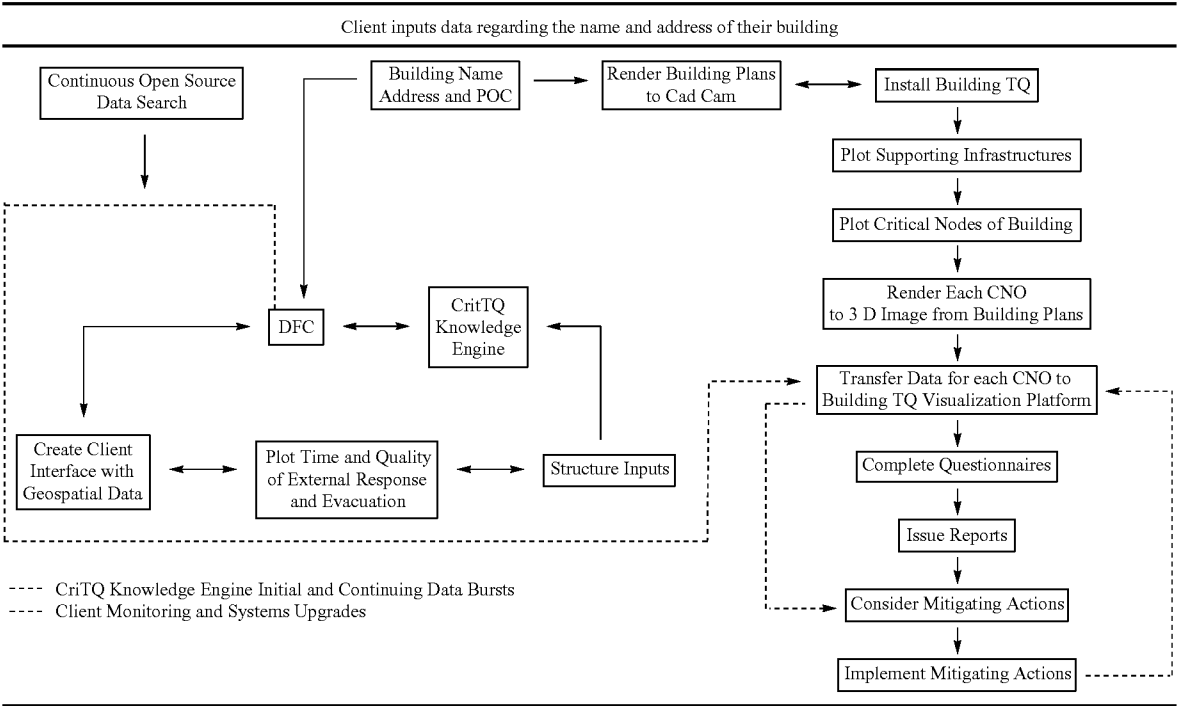 Client inputs data regarding the name and address of their building
Continuous Open Source
Data Search
Building Name
Address and POC
Render Building Plans
to Cad Cam
Install Building TQ
Plot Supporting Infrastructures
Plot Critical Nodes of Building
Render Each CNO
to 3 D Image from Building Plans
DFC
CritTQ
Knowledge
Engine
Transfer Data for each CNO to
Building TQ Visualization Platform
Create Client
Interface with
Geospatial Data
Plot Time and Quality
of External Response
and Evacuation
Structure Inputs
Complete Questionnaires
Issue Reports
Consider Mitigating Actions
Implement Mitigating Actions
CriTQ Knowledge Engine Initial and Continuing Data Bursts
Client Monitoring and Systems Upgrades